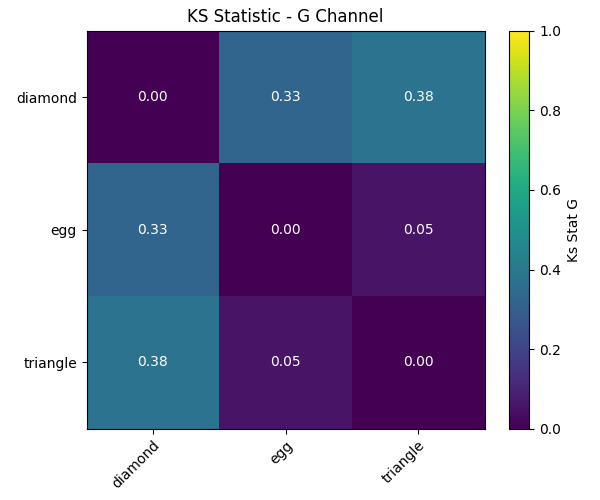 KS Statistic - G Channel
diamond 0.00 0.33 0.38
egg 0.33 0.00 0.05
triangle 0.38 0.05 0.00
diamond egg triangle
1.0
0.8
0.6
0.4
0.2
0.0
Ks Stat G